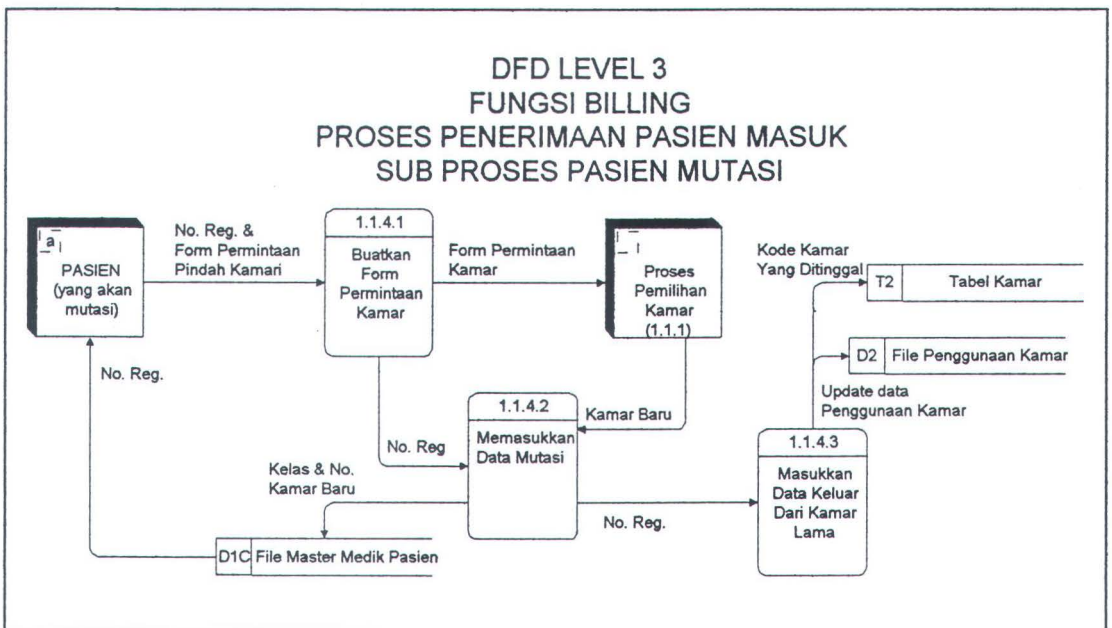 DFD LEVEL 3
FUNGSI BILLING
PROSES PENERIMAAN PASIEN MASUK
SUB PROSES PASIEN MUTASI
a
PASIEN
(yang akan
mutasi)
No. Reg. &
Form Permintaan
Pindah Kamari
1.1.4.1
Buatkan
Form
Permintaan
Kamar
Form Permintaan
Kamar
Proses
Pemilihan
Kamar
(1.1.1)
Kode Kamar
Yang Ditinggal
T2 Tabel Kamar
D2 File Penggunaan Kamar
Update data
Penggunaan Kamar
No. Reg.
1.1.4.2
Memasukkan
Data Mutasi
Kamar Baru
No. Reg
Kelas & No.
Kamar Baru
No. Reg.
1.1.4.3
Masukkan
Data Keluar
Dari Kamar
Lama
D1C File Master Medik Pasien